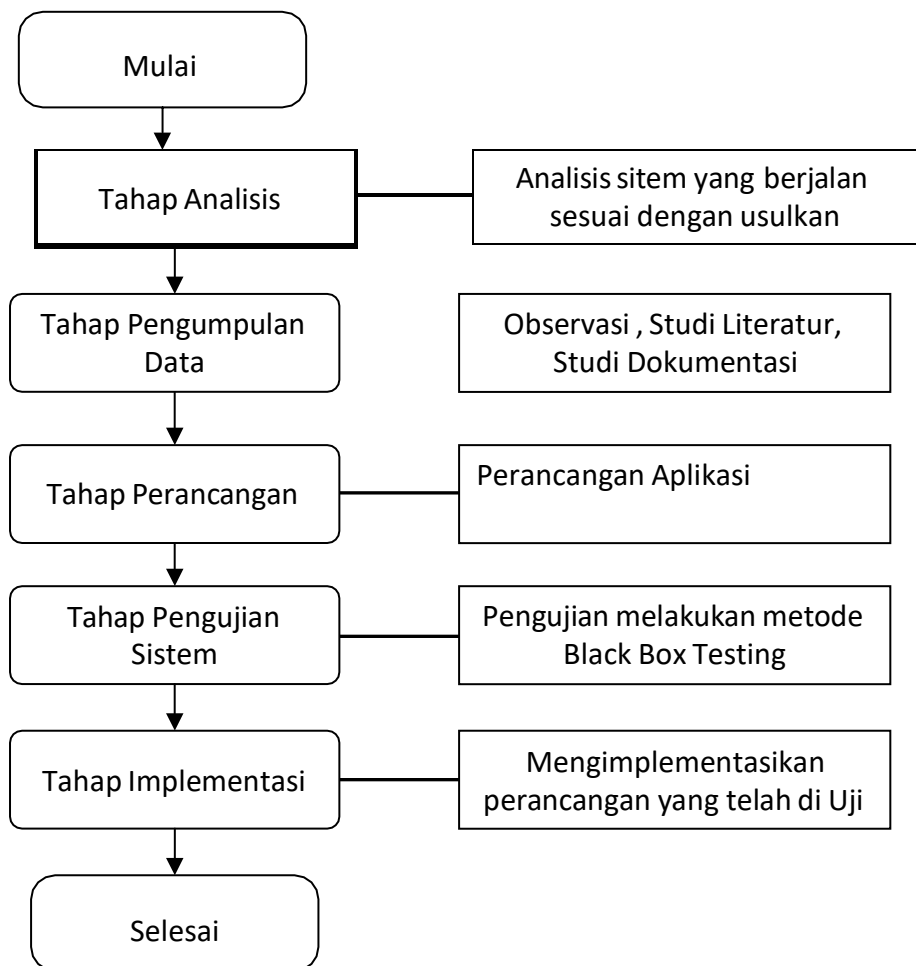 Mulai
Tahap Analisis
Analisis sitem yang berjalan
sesuai dengan usulkan
Tahap Pengumpulan
Data
Observasi , Studi Literatur,
Studi Dokumentasi
Tahap Perancangan
Perancangan Aplikasi
Tahap Pengujian
Sistem
Pengujian melakukan metode
Black Box Testing
Tahap Implementasi
Mengimplementasikan
perancangan yang telah di Uji
Selesai